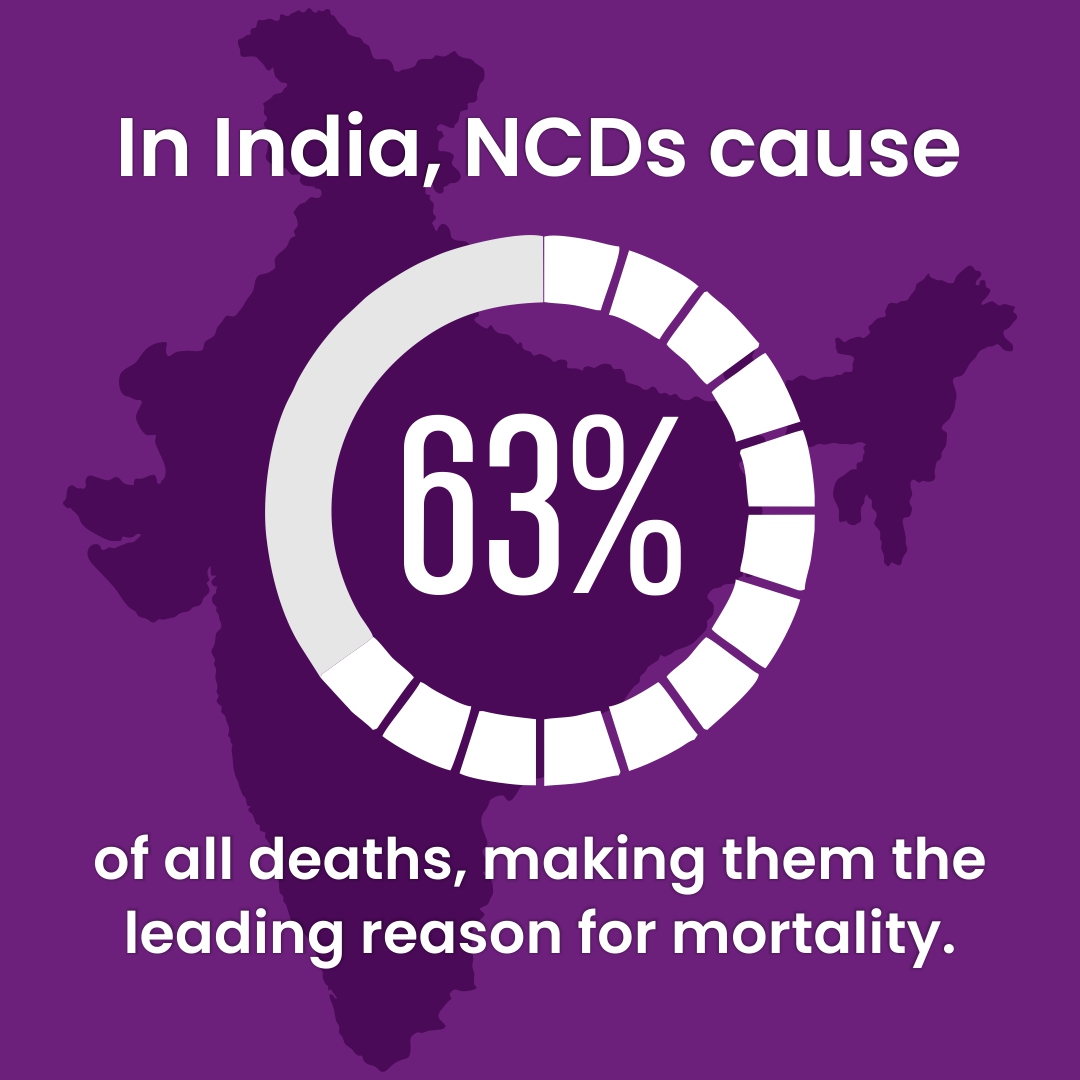 In India, NCDs cause
63%
of all deaths, making them the
leading reason for mortality.